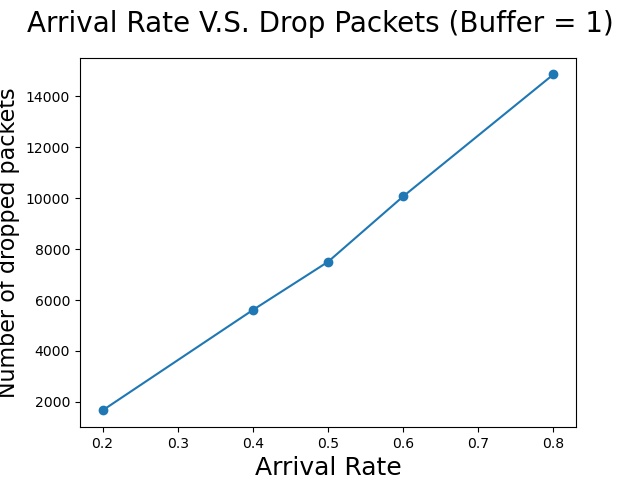 Arrival Rate V.S. Drop Packets (Buffer = 1)
Number of dropped packets
14000
12000
10000
8000
6000
4000
2000
0.2 0.3 0.4 0.5 0.6 0.7 0.8
Arrival Rate